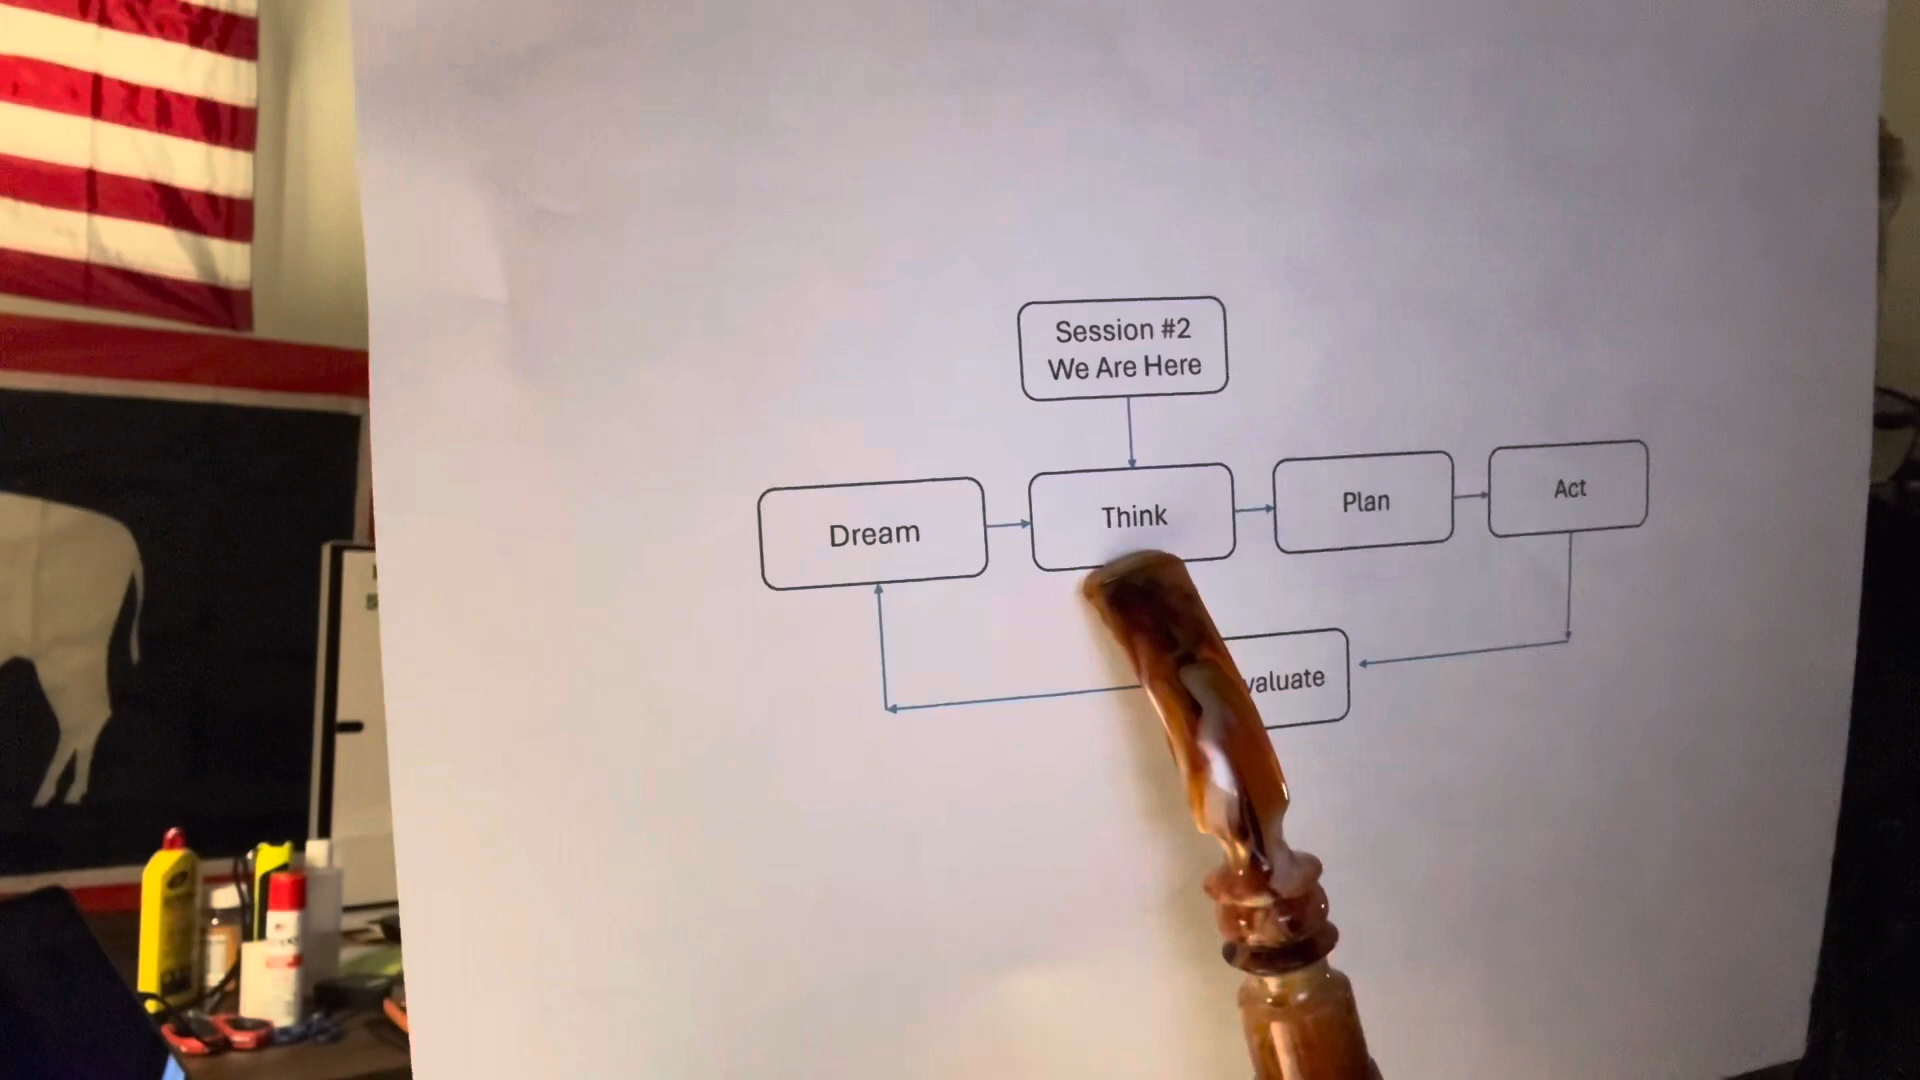 Session #2
We Are Here
Dream
Think
Plan
Act
valuate